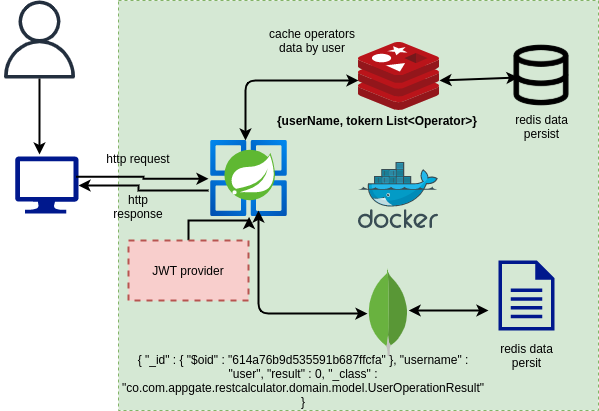 cache operators
data by user
{userName, tokern List<Operator>}
redis data
persist
http request
http
response
docker
JWT provider
redis data
persit
{ "_id" : { "$oid" : "614a76b9d535591b687ffcfa" }, "username" :
"user", "result" : 0, "_class" :
"co.com.appgate.restcalculator.domain.model.UserOperationResult"
}